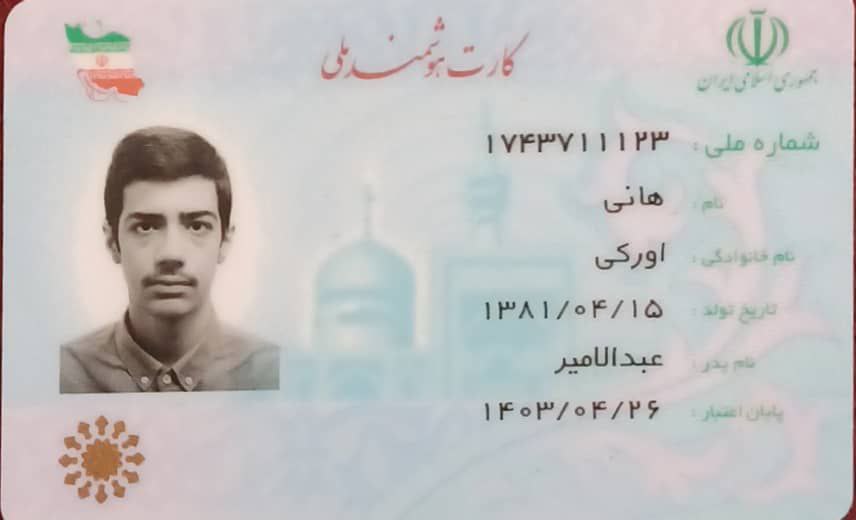 کارت هوشمند ملی
جمهوری اسلامی ایران
شماره ملی: ۱۷۴۳۷۱۱۱۲۳
نام: هانی
نام خانوادگی: اورکی
تاریخ تولد: ۱۳۸۱/۰۴/۱۵
نام پدر: عبدالامیر
پایان اعتبار: ۱۴۰۳/۰۴/۲۶